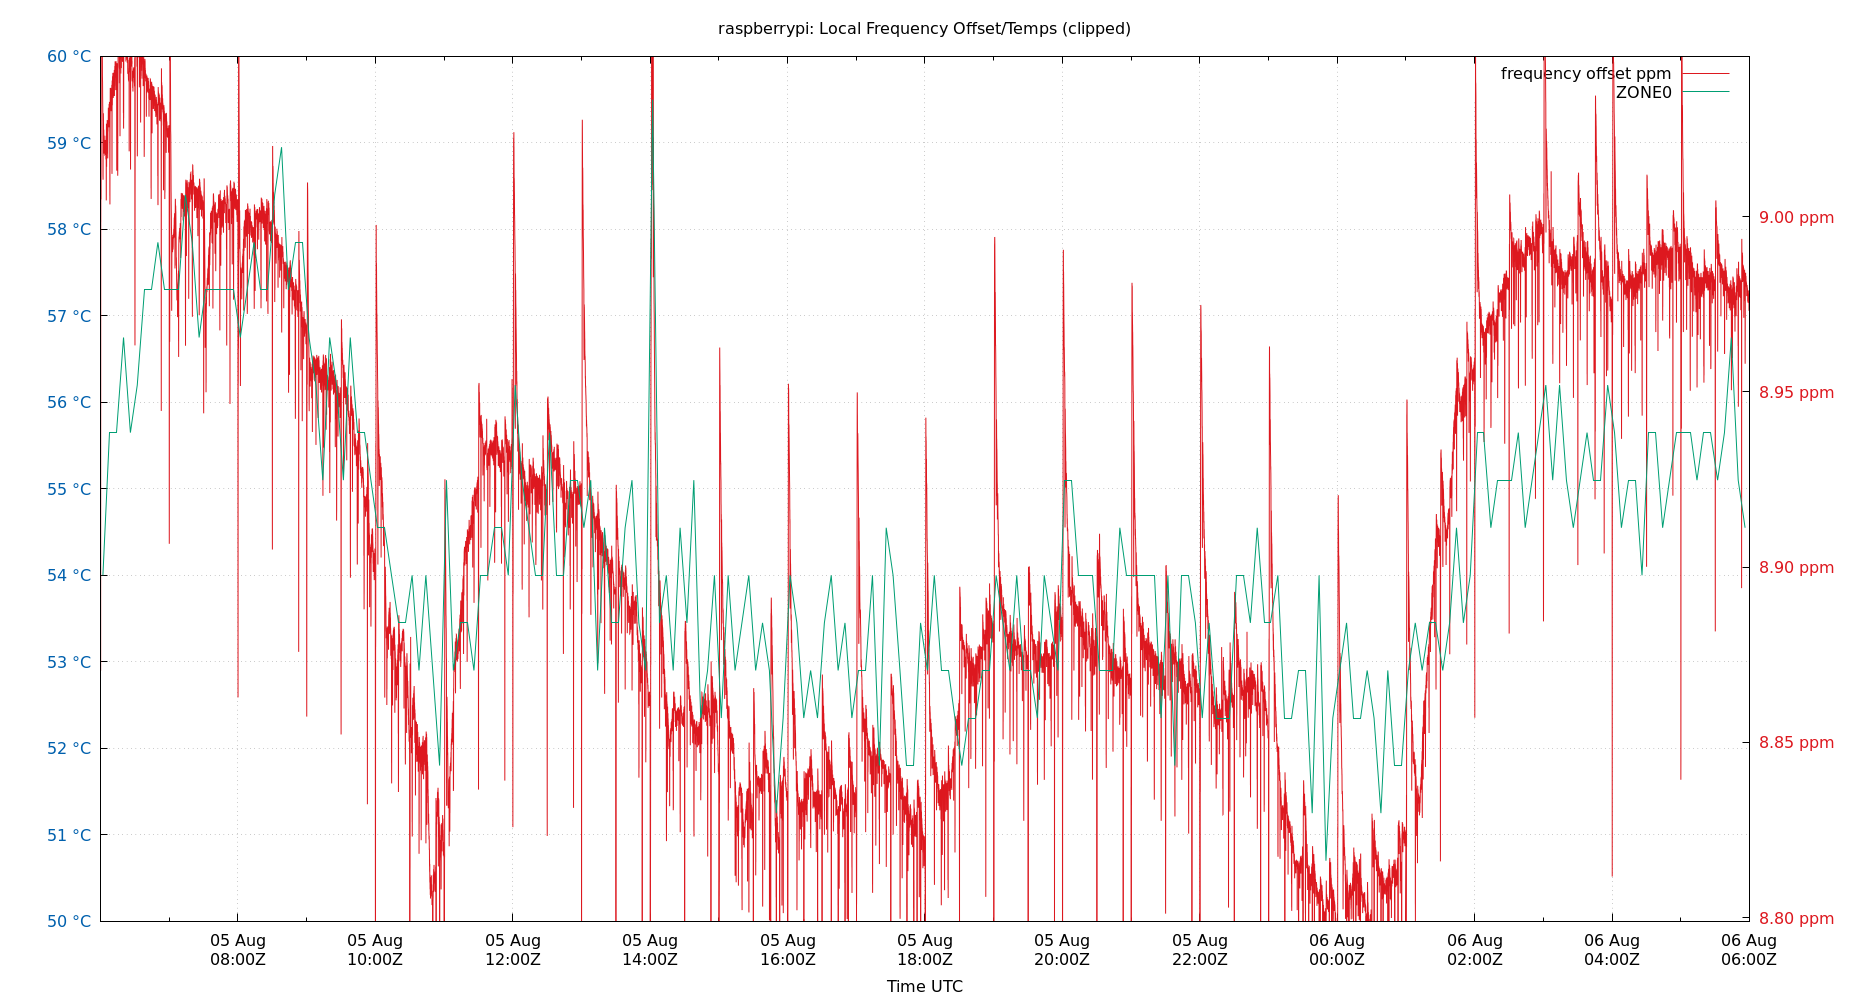 raspberrypi: Local Frequency Offset/Temps (clipped)
frequency offset ppm
ZONE0
60 °C
59 °C
58 °C
57 °C
56 °C
55 °C
54 °C
53 °C
52 °C
51 °C
50 °C
9.00 ppm
8.95 ppm
8.90 ppm
8.85 ppm
8.80 ppm
05 Aug
08:00Z
05 Aug
10:00Z
05 Aug
12:00Z
05 Aug
14:00Z
05 Aug
16:00Z
05 Aug
18:00Z
05 Aug
20:00Z
05 Aug
22:00Z
06 Aug
00:00Z
06 Aug
02:00Z
06 Aug
04:00Z
06 Aug
06:00Z
Time UTC